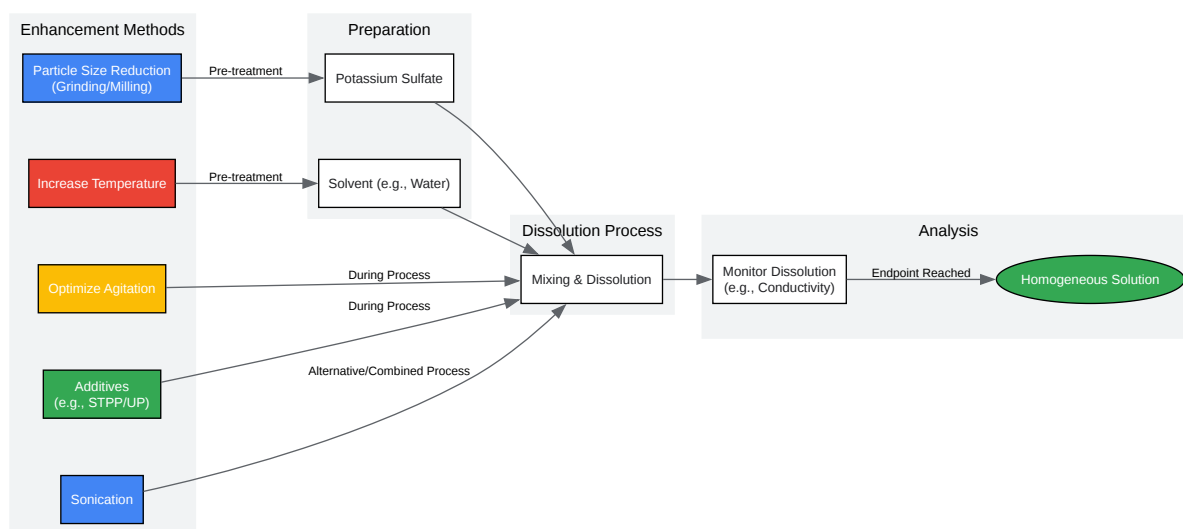 Enhancement Methods
Particle Size Reduction
(Grinding/Milling)
Increase Temperature
Optimize Agitation
Additives
(e.g., STPP/UP)
Sonication
Pre-treatment
Pre-treatment
During Process
During Process
Alternative/Combined Process
Preparation
Potassium Sulfate
Solvent (e.g., Water)
Dissolution Process
Mixing & Dissolution
Analysis
Monitor Dissolution
(e.g., Conductivity)
Endpoint Reached
Homogeneous Solution